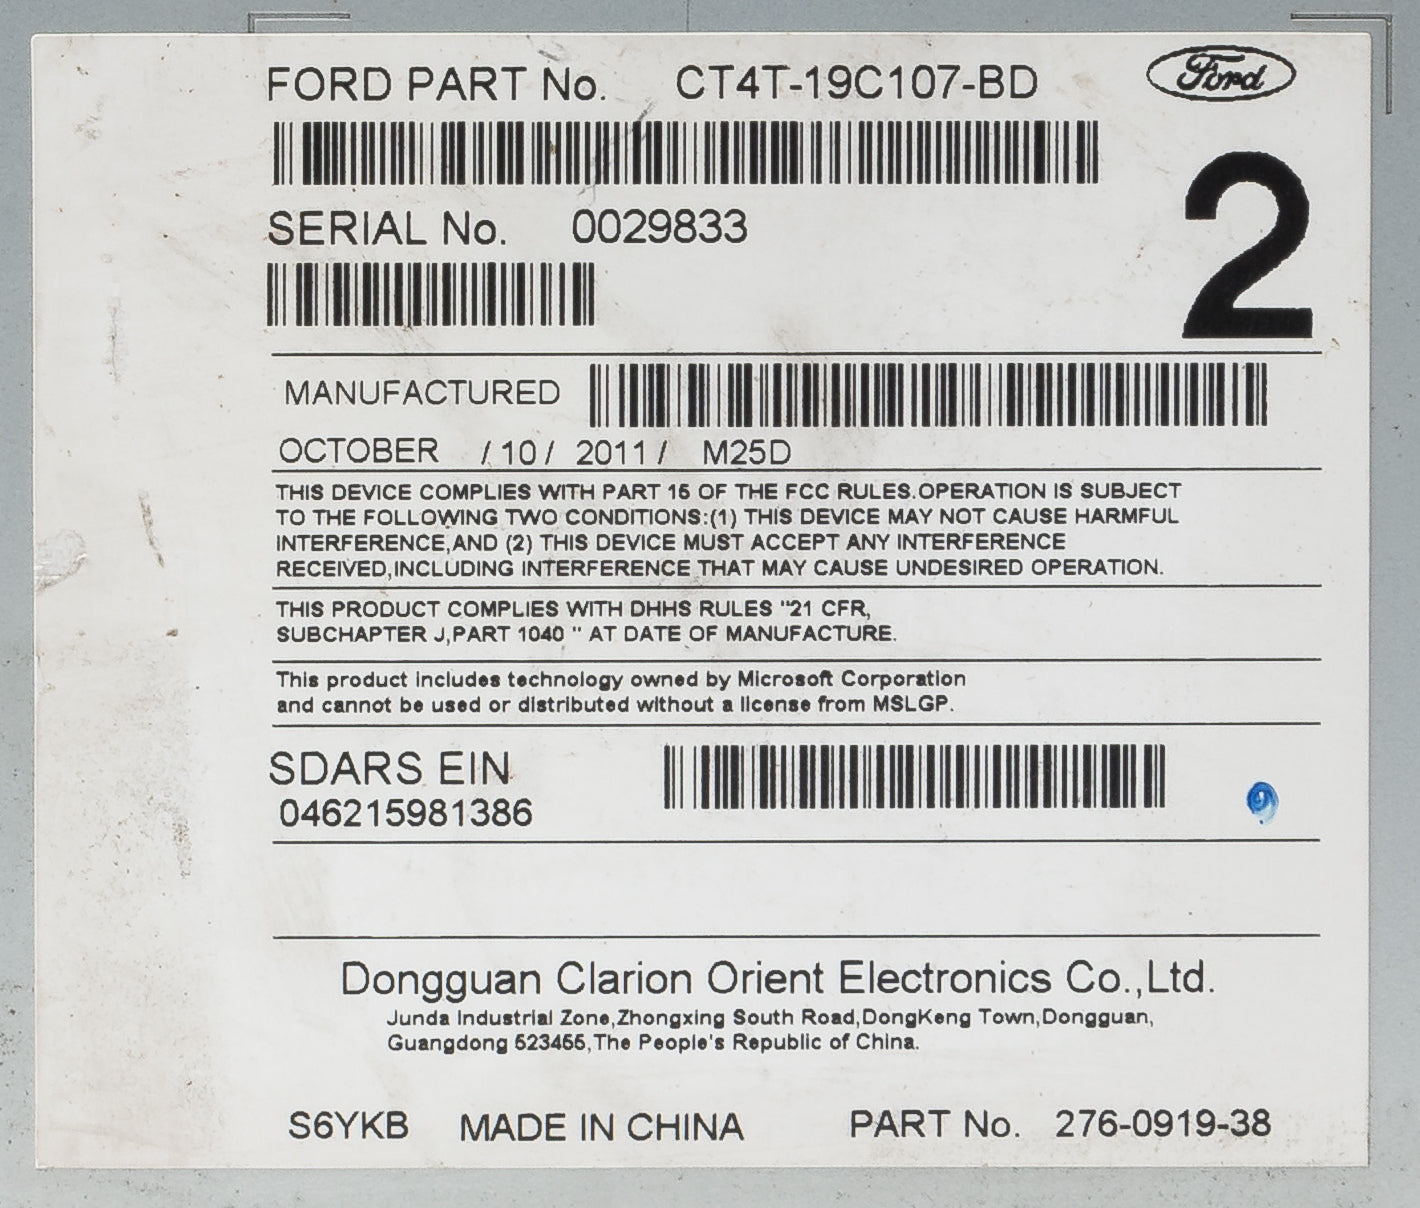 FORD PART No. CT4T-19C107-BD
Ford
2
SERIAL No. 0029833
MANUFACTURED
OCTOBER / 10 / 2011 / M25D
THIS DEVICE COMPLIES WITH PART 15 OF THE FCC RULES.OPERATION IS SUBJECT
TO THE FOLLOWING TWO CONDITIONS:(1) THIS DEVICE MAY NOT CAUSE HARMFUL
INTERFERENCE,AND (2) THIS DEVICE MUST ACCEPT ANY INTERFERENCE
RECEIVED,INCLUDING INTERFERENCE THAT MAY CAUSE UNDESIRED OPERATION.
THIS PRODUCT COMPLIES WITH DHHS RULES "21 CFR,
SUBCHAPTER J,PART 1040 " AT DATE OF MANUFACTURE.
This product includes technology owned by Microsoft Corporation
and cannot be used or distributed without a license from MSLGP.
SDARS EIN
046215981386
Dongguan Clarion Orient Electronics Co.,Ltd.
Junda Industrial Zone,Zhongxing South Road,DongKeng Town,Dongguan,
Guangdong 523455,The People's Republic of China.
S6YKB MADE IN CHINA PART No. 276-0919-38